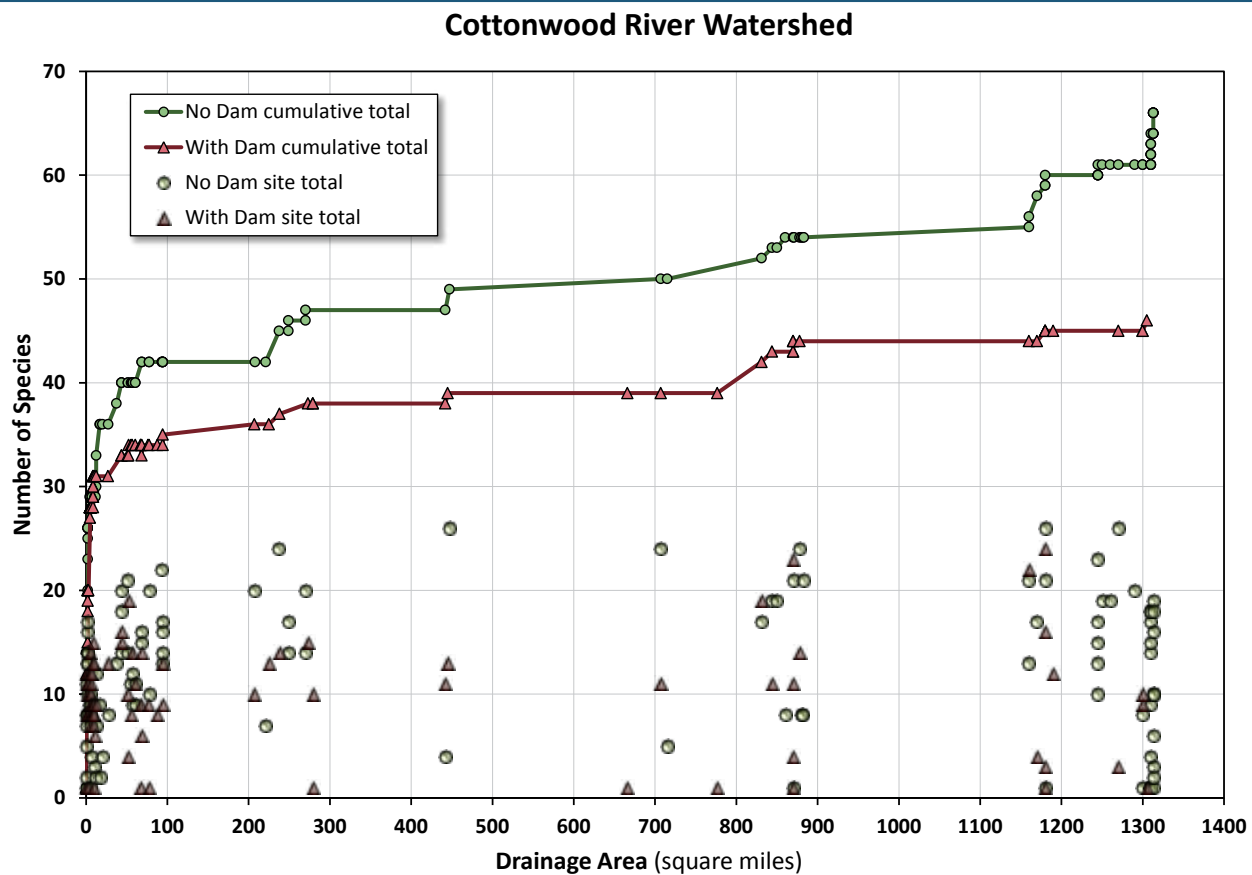 Cottonwood River Watershed
70
60
50
40
30
20
10
0
Number of Species
No Dam cumulative total
With Dam cumulative total
No Dam site total
With Dam site total
0 100 200 300 400 500 600 700 800 900 1000 1100 1200 1300 1400
Drainage Area (square miles)